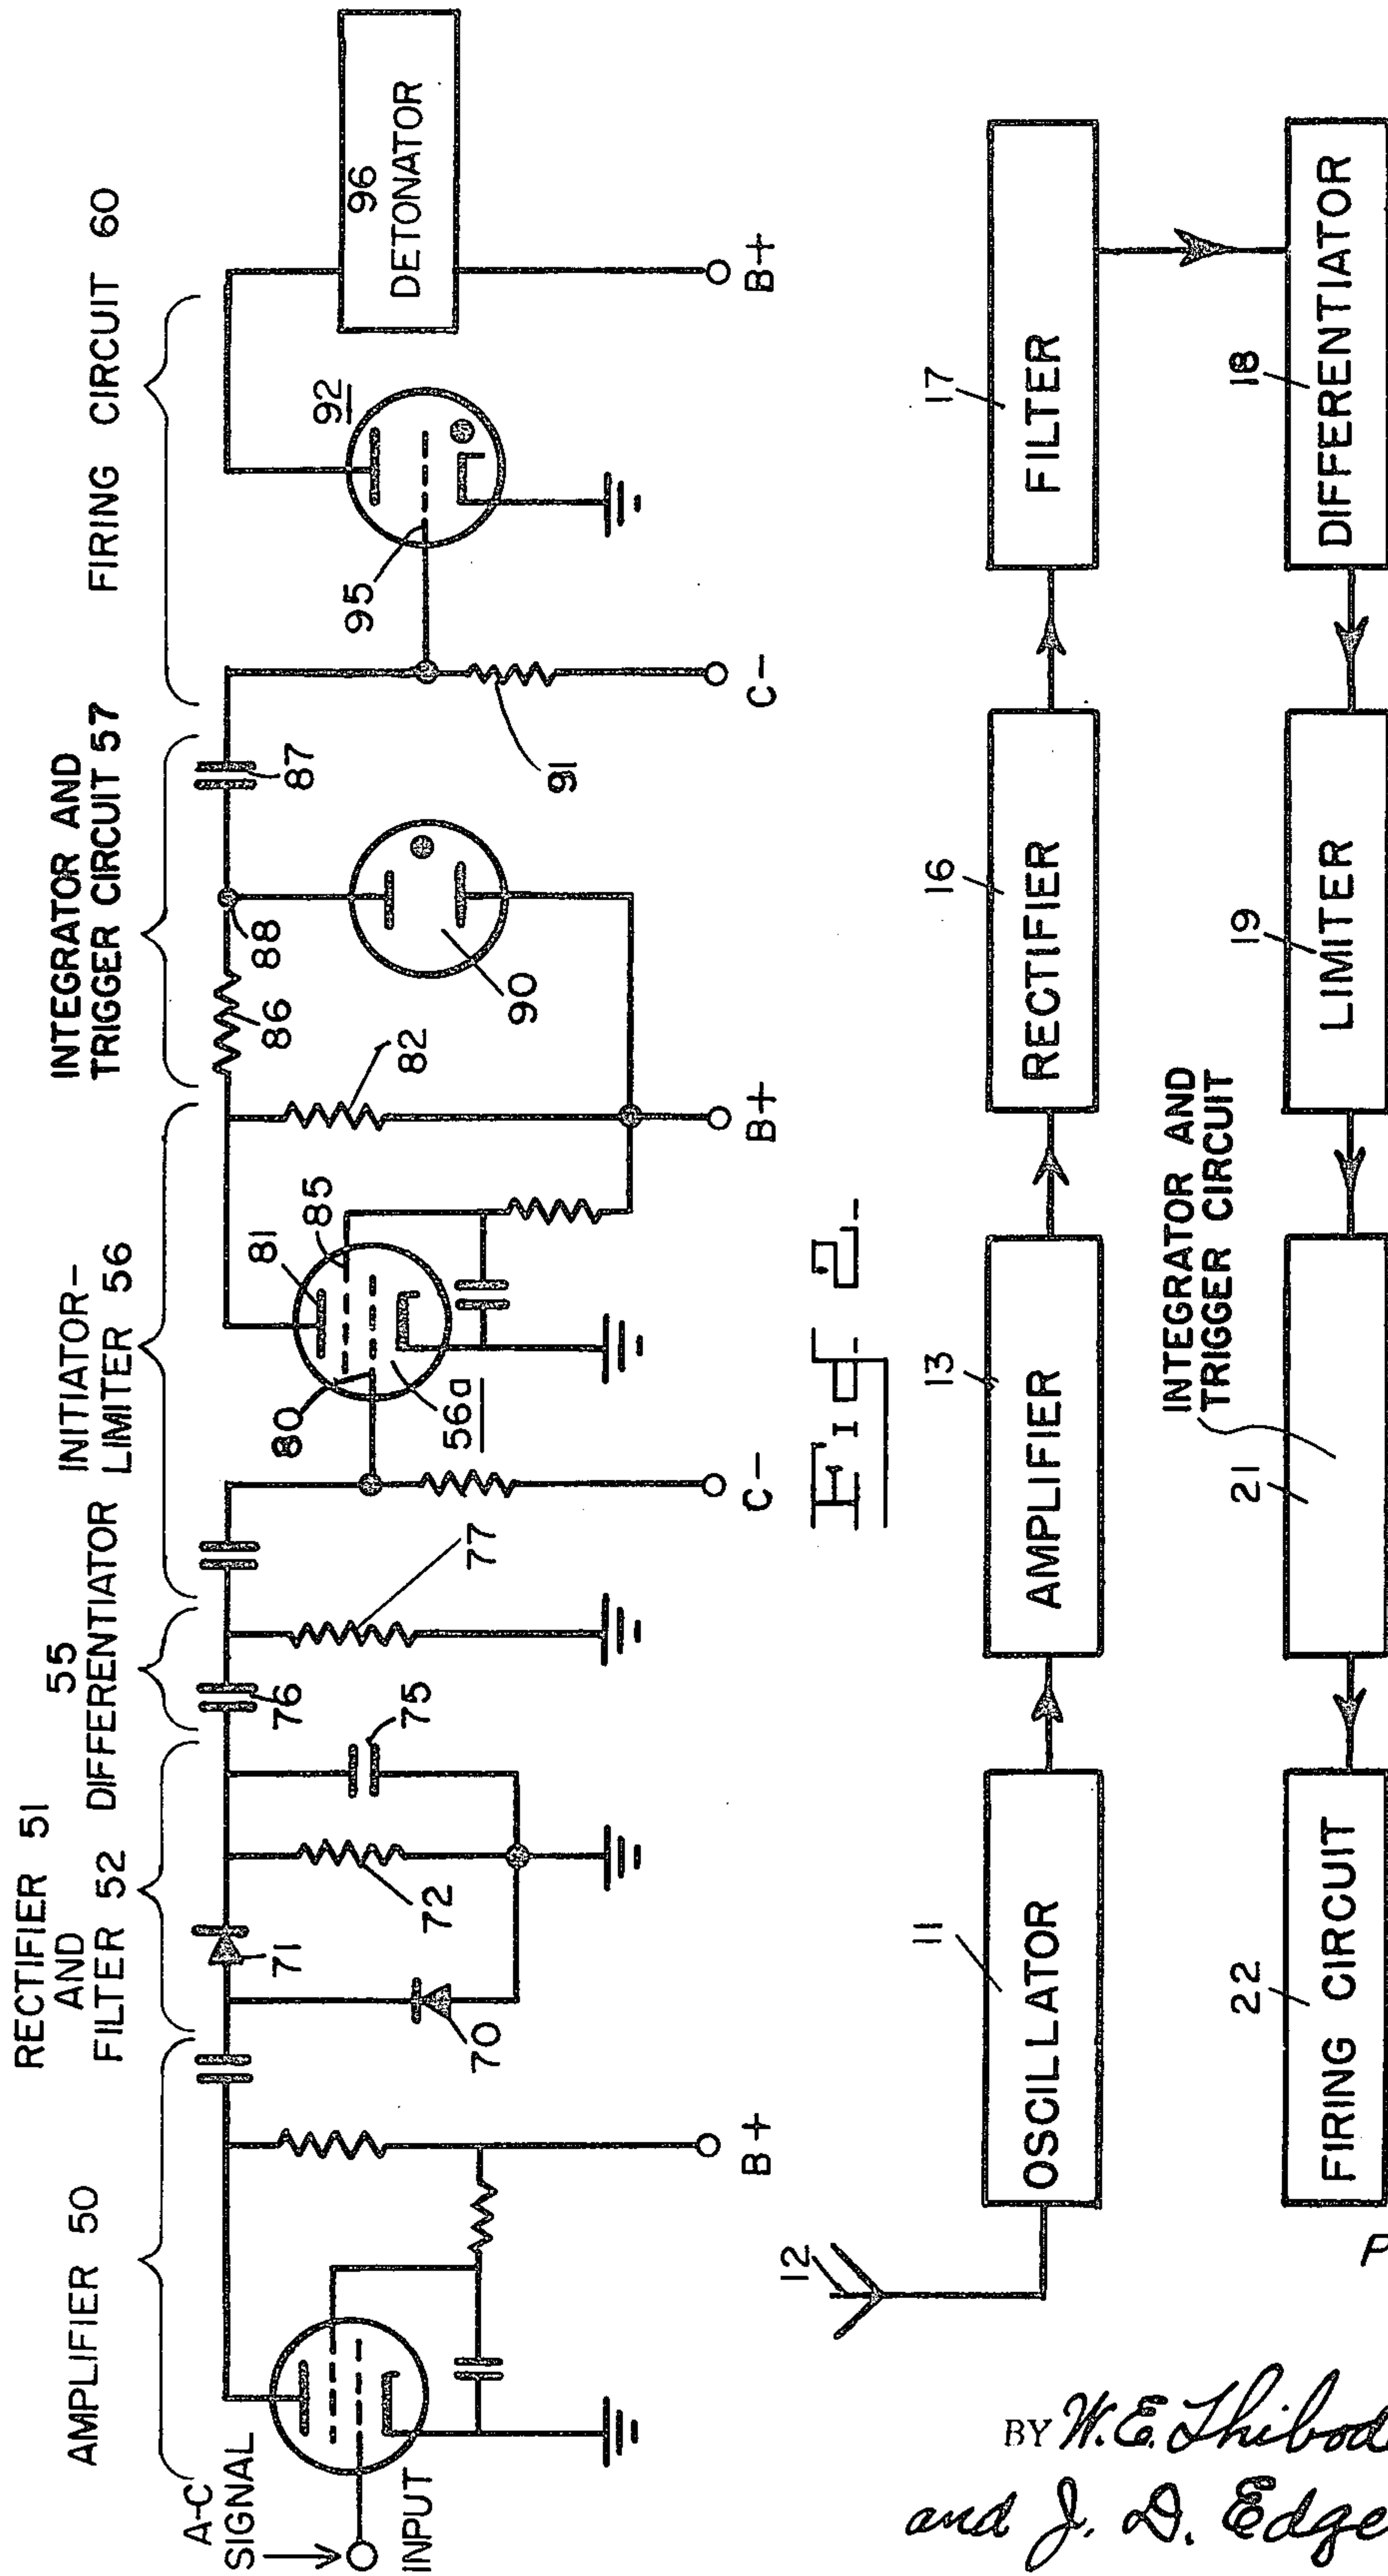 RECTIFIER 51
AND
FILTER 52
55
DIFFERENTIATOR
INITIATOR-
LIMITER 56
INTEGRATOR AND
TRIGGER CIRCUIT 57
FIRING CIRCUIT 60
AMPLIFIER 50
A-C
SIGNAL
INPUT
B+
70
71
72
75
76
77
C-
80
81
85
56a
82
B+
86
88
87
90
91
C-
95
92
96
DETONATOR
B+
FIG. 2.
12
11
OSCILLATOR
13
AMPLIFIER
16
RECTIFIER
17
FILTER
18
DIFFERENTIATOR
19
LIMITER
INTEGRATOR AND
TRIGGER CIRCUIT
21
22
FIRING CIRCUIT
P
BY W.E. Thibod
and J. D. Edge